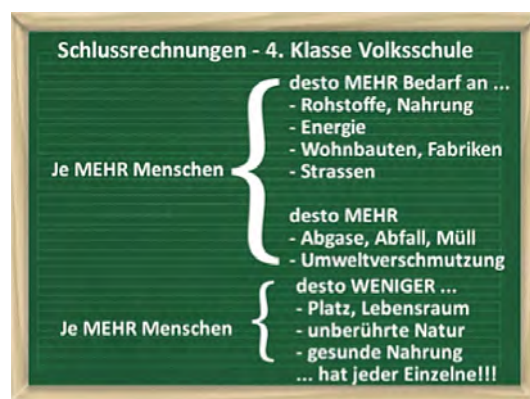 Schlussrechnungen - 4. Klasse Volksschule
Je MEHR Menschen
desto MEHR Bedarf an ...
- Rohstoffe, Nahrung
- Energie
- Wohnbauten, Fabriken
- Strassen
desto MEHR
- Abgase, Abfall, Müll
- Umweltverschmutzung
Je MEHR Menschen
desto WENIGER ...
- Platz, Lebensraum
- unberührte Natur
- gesunde Nahrung
... hat jeder Einzelne!!!